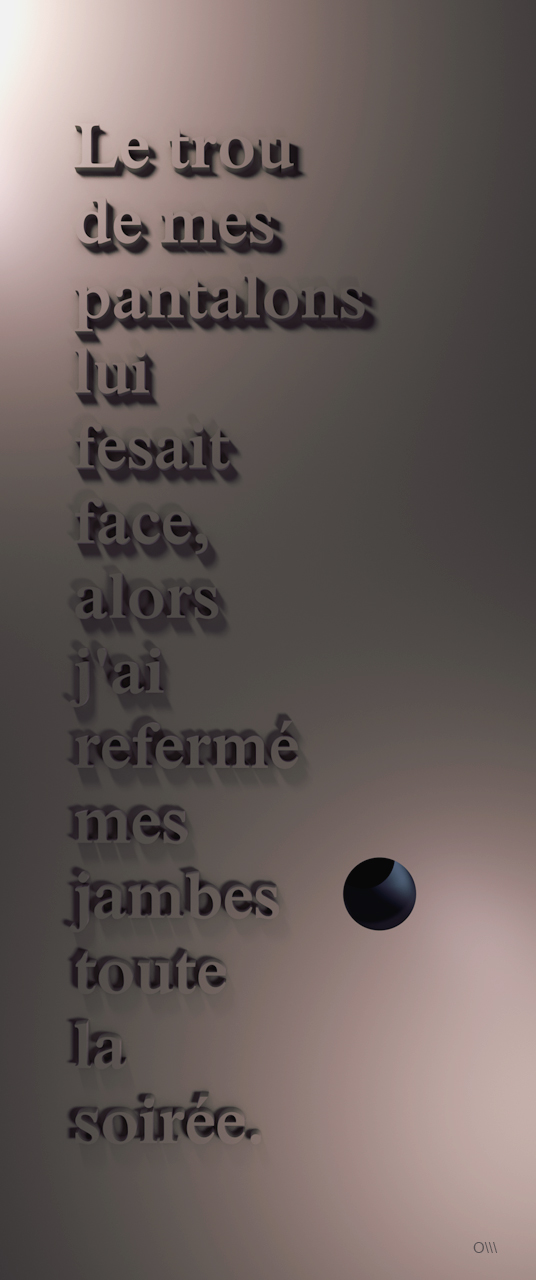 Le trou
de mes
pantalons
lui
fesait
face,
alors
j'ai
refermé
mes
jambes
toute
la
soirée.
O\\\